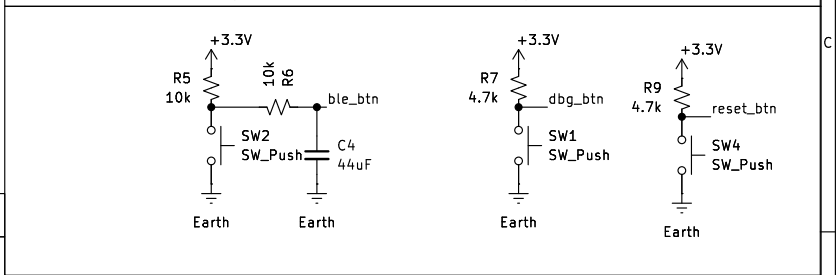 +3.3V
R5
10k
10k
R6
ble_btn
SW2
SW_Push
C4
44uF
Earth
Earth
+3.3V
R7
4.7k
dbg_btn
SW1
SW_Push
Earth
+3.3V
R9
4.7k
reset_btn
SW4
SW_Push
Earth
C